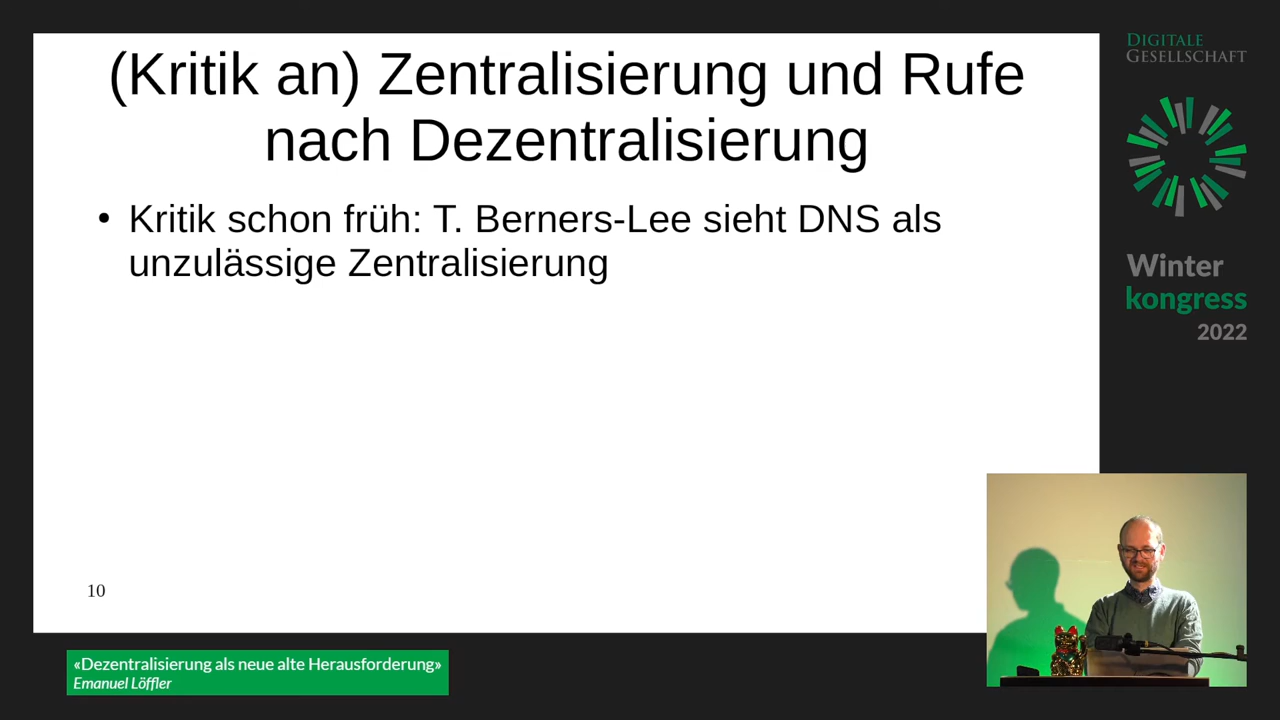 (Kritik an) Zentralisierung und Rufe
nach Dezentralisierung
• Kritik schon früh: T. Berners-Lee sieht DNS als
unzulässige Zentralisierung
10
DIGITALE
GESELLSCHAFT
Winter
kongress
2022
«Dezentralisierung als neue alte Herausforderung»
Emanuel Löffler